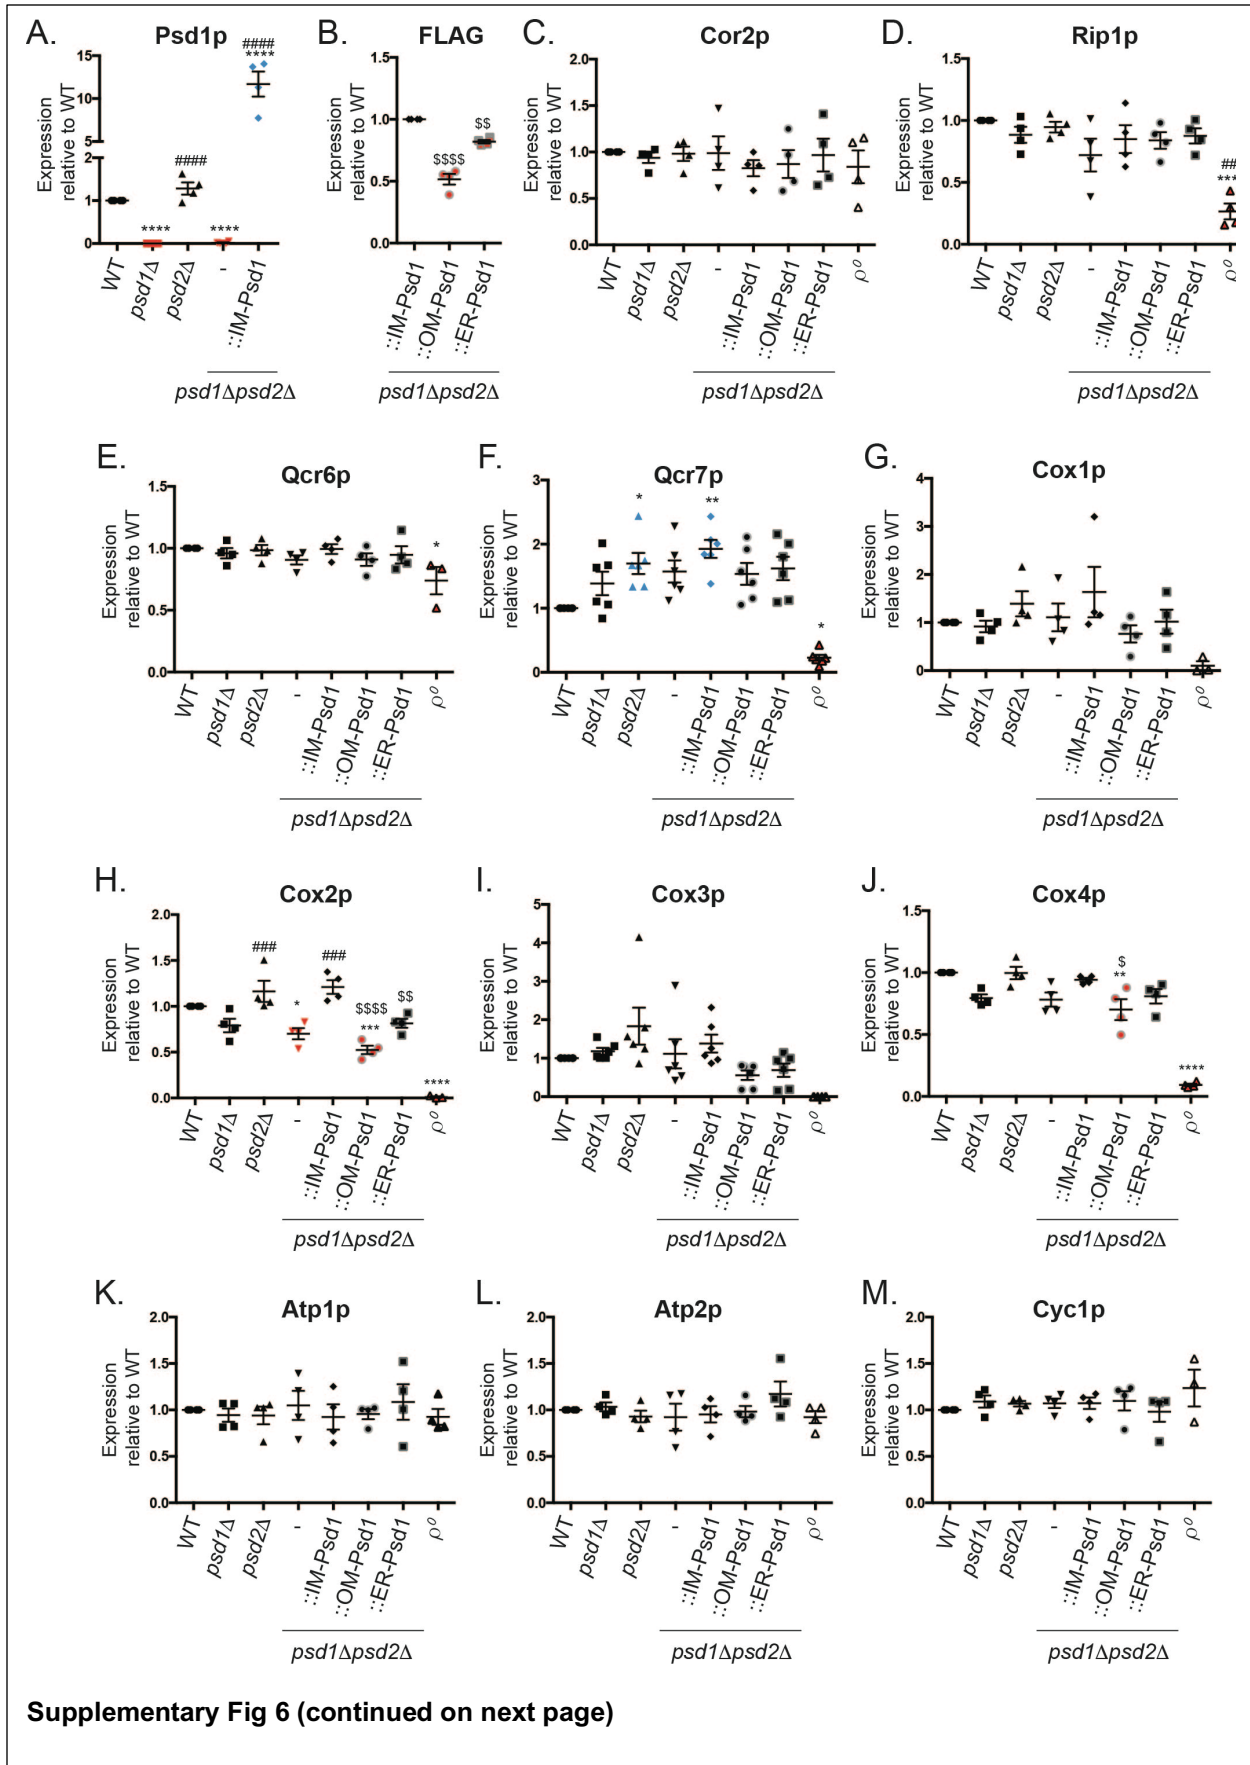 A. Psd1p
Expression
relative to WT
15
10
5
2
1
0
####
****
####
****
****
WT
psd1Δ
psd2Δ
-
::IM-Psd1
psd1Δpsd2Δ
B. FLAG
1.5
1.0
0.5
0.0
$$$$
$$
::IM-Psd1
::OM-Psd1
::ER-Psd1
psd1Δpsd2Δ
C. Cor2p
Expression
relative to WT
2.0
1.5
1.0
0.5
0.0
WT
psd1Δ
psd2Δ
-
::IM-Psd1
::OM-Psd1
::ER-Psd1
ρ⁰
psd1Δpsd2Δ
D. Rip1p
Expression
relative to WT
1.5
1.0
0.5
0.0
##
***
WT
psd1Δ
psd2Δ
-
::IM-Psd1
::OM-Psd1
::ER-Psd1
psd1Δpsd2Δ
E. Qcr6p
Expression
relative to WT
1.5
1.0
0.5
0.0
*
WT
psd1Δ
psd2Δ
-
::IM-Psd1
::OM-Psd1
::ER-Psd1
ρ⁰
psd1Δpsd2Δ
F. Qcr7p
Expression
relative to WT
3
2
1
0
*
**
*
WT
psd1Δ
psd2Δ
-
::IM-Psd1
::OM-Psd1
::ER-Psd1
ρ⁰
psd1Δpsd2Δ
G. Cox1p
Expression
relative to WT
4
3
2
1
0
WT
psd1Δ
psd2Δ
-
::IM-Psd1
::OM-Psd1
::ER-Psd1
ρ⁰
psd1Δpsd2Δ
H. Cox2p
Expression
relative to WT
2.0
1.5
1.0
0.5
0.0
###
*
###
$$$$
***
$$
****
WT
psd1Δ
psd2Δ
-
::IM-Psd1
::OM-Psd1
::ER-Psd1
ρ⁰
psd1Δpsd2Δ
I. Cox3p
Expression
relative to WT
5
4
3
2
1
0
WT
psd1Δ
psd2Δ
-
::IM-Psd1
::OM-Psd1
::ER-Psd1
ρ⁰
psd1Δpsd2Δ
J. Cox4p
Expression
relative to WT
1.5
1.0
0.5
0.0
$
**
****
WT
psd1Δ
psd2Δ
-
::IM-Psd1
::OM-Psd1
::ER-Psd1
ρ⁰
psd1Δpsd2Δ
K. Atp1p
Expression
relative to WT
2.0
1.5
1.0
0.5
0.0
WT
psd1Δ
psd2Δ
-
::IM-Psd1
::OM-Psd1
::ER-Psd1
ρ⁰
psd1Δpsd2Δ
L. Atp2p
Expression
relative to WT
2.0
1.5
1.0
0.5
0.0
WT
psd1Δ
psd2Δ
-
::IM-Psd1
::OM-Psd1
::ER-Psd1
ρ⁰
psd1Δpsd2Δ
M. Cyc1p
Expression
relative to WT
2.0
1.5
1.0
0.5
0.0
WT
psd1Δ
psd2Δ
-
::IM-Psd1
::OM-Psd1
::ER-Psd1
ρ⁰
psd1Δpsd2Δ
Supplementary Fig 6 (continued on next page)